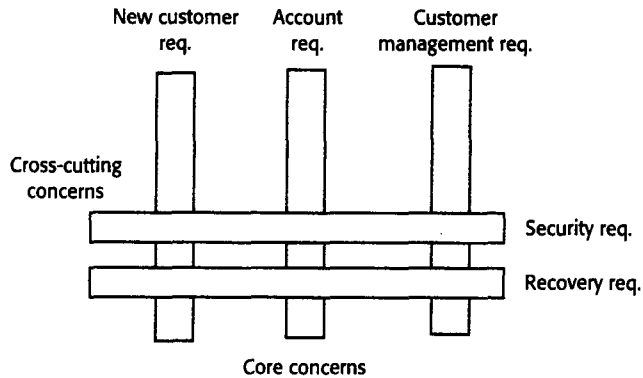 New customer
req.
Account
req.
Customer
management req.
Cross-cutting
concerns
Security req.
Recovery req.
Core concerns